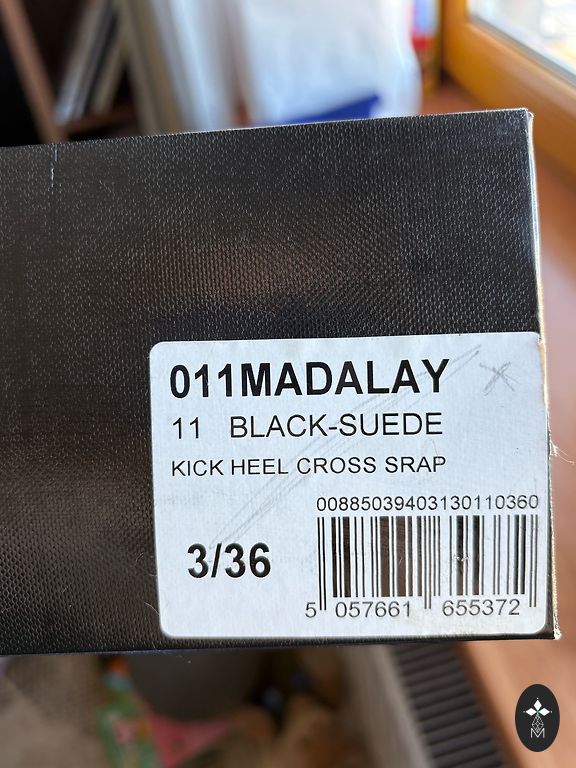 011MADALAY
11 BLACK-SUEDE
KICK HEEL CROSS SRAP
00885039403130110360
3/36
5 057661 655372
M